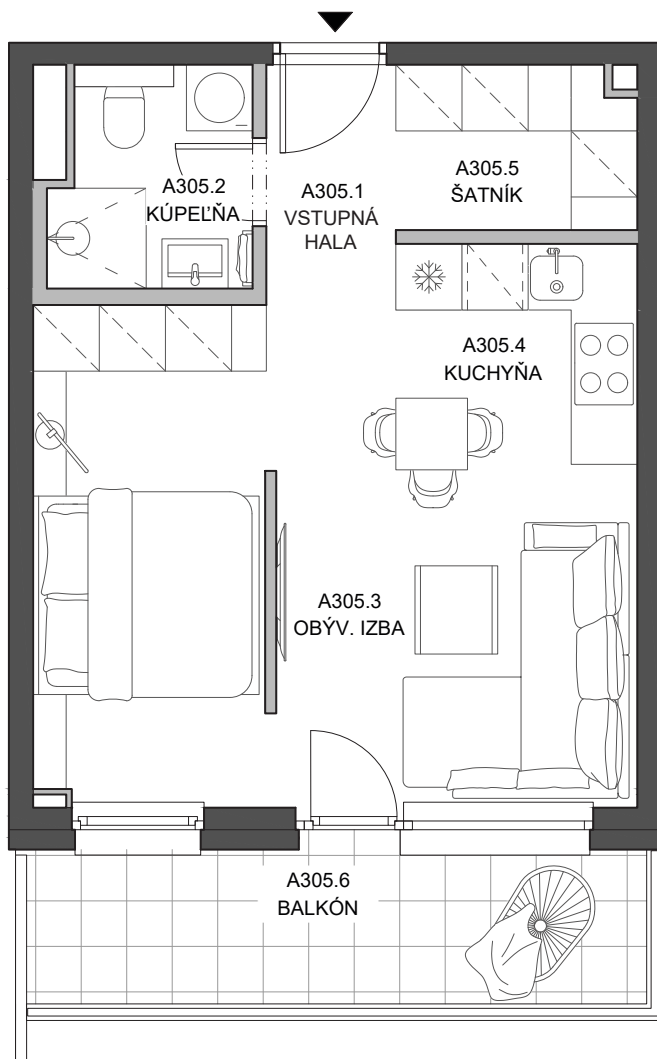 A305.2
KÚPEĽŇA
A305.1
VSTUPNÁ
HALA
A305.5
ŠATNÍK
A305.4
KUCHYŇA
A305.3
OBÝV. IZBA
A305.6
BALKÓN